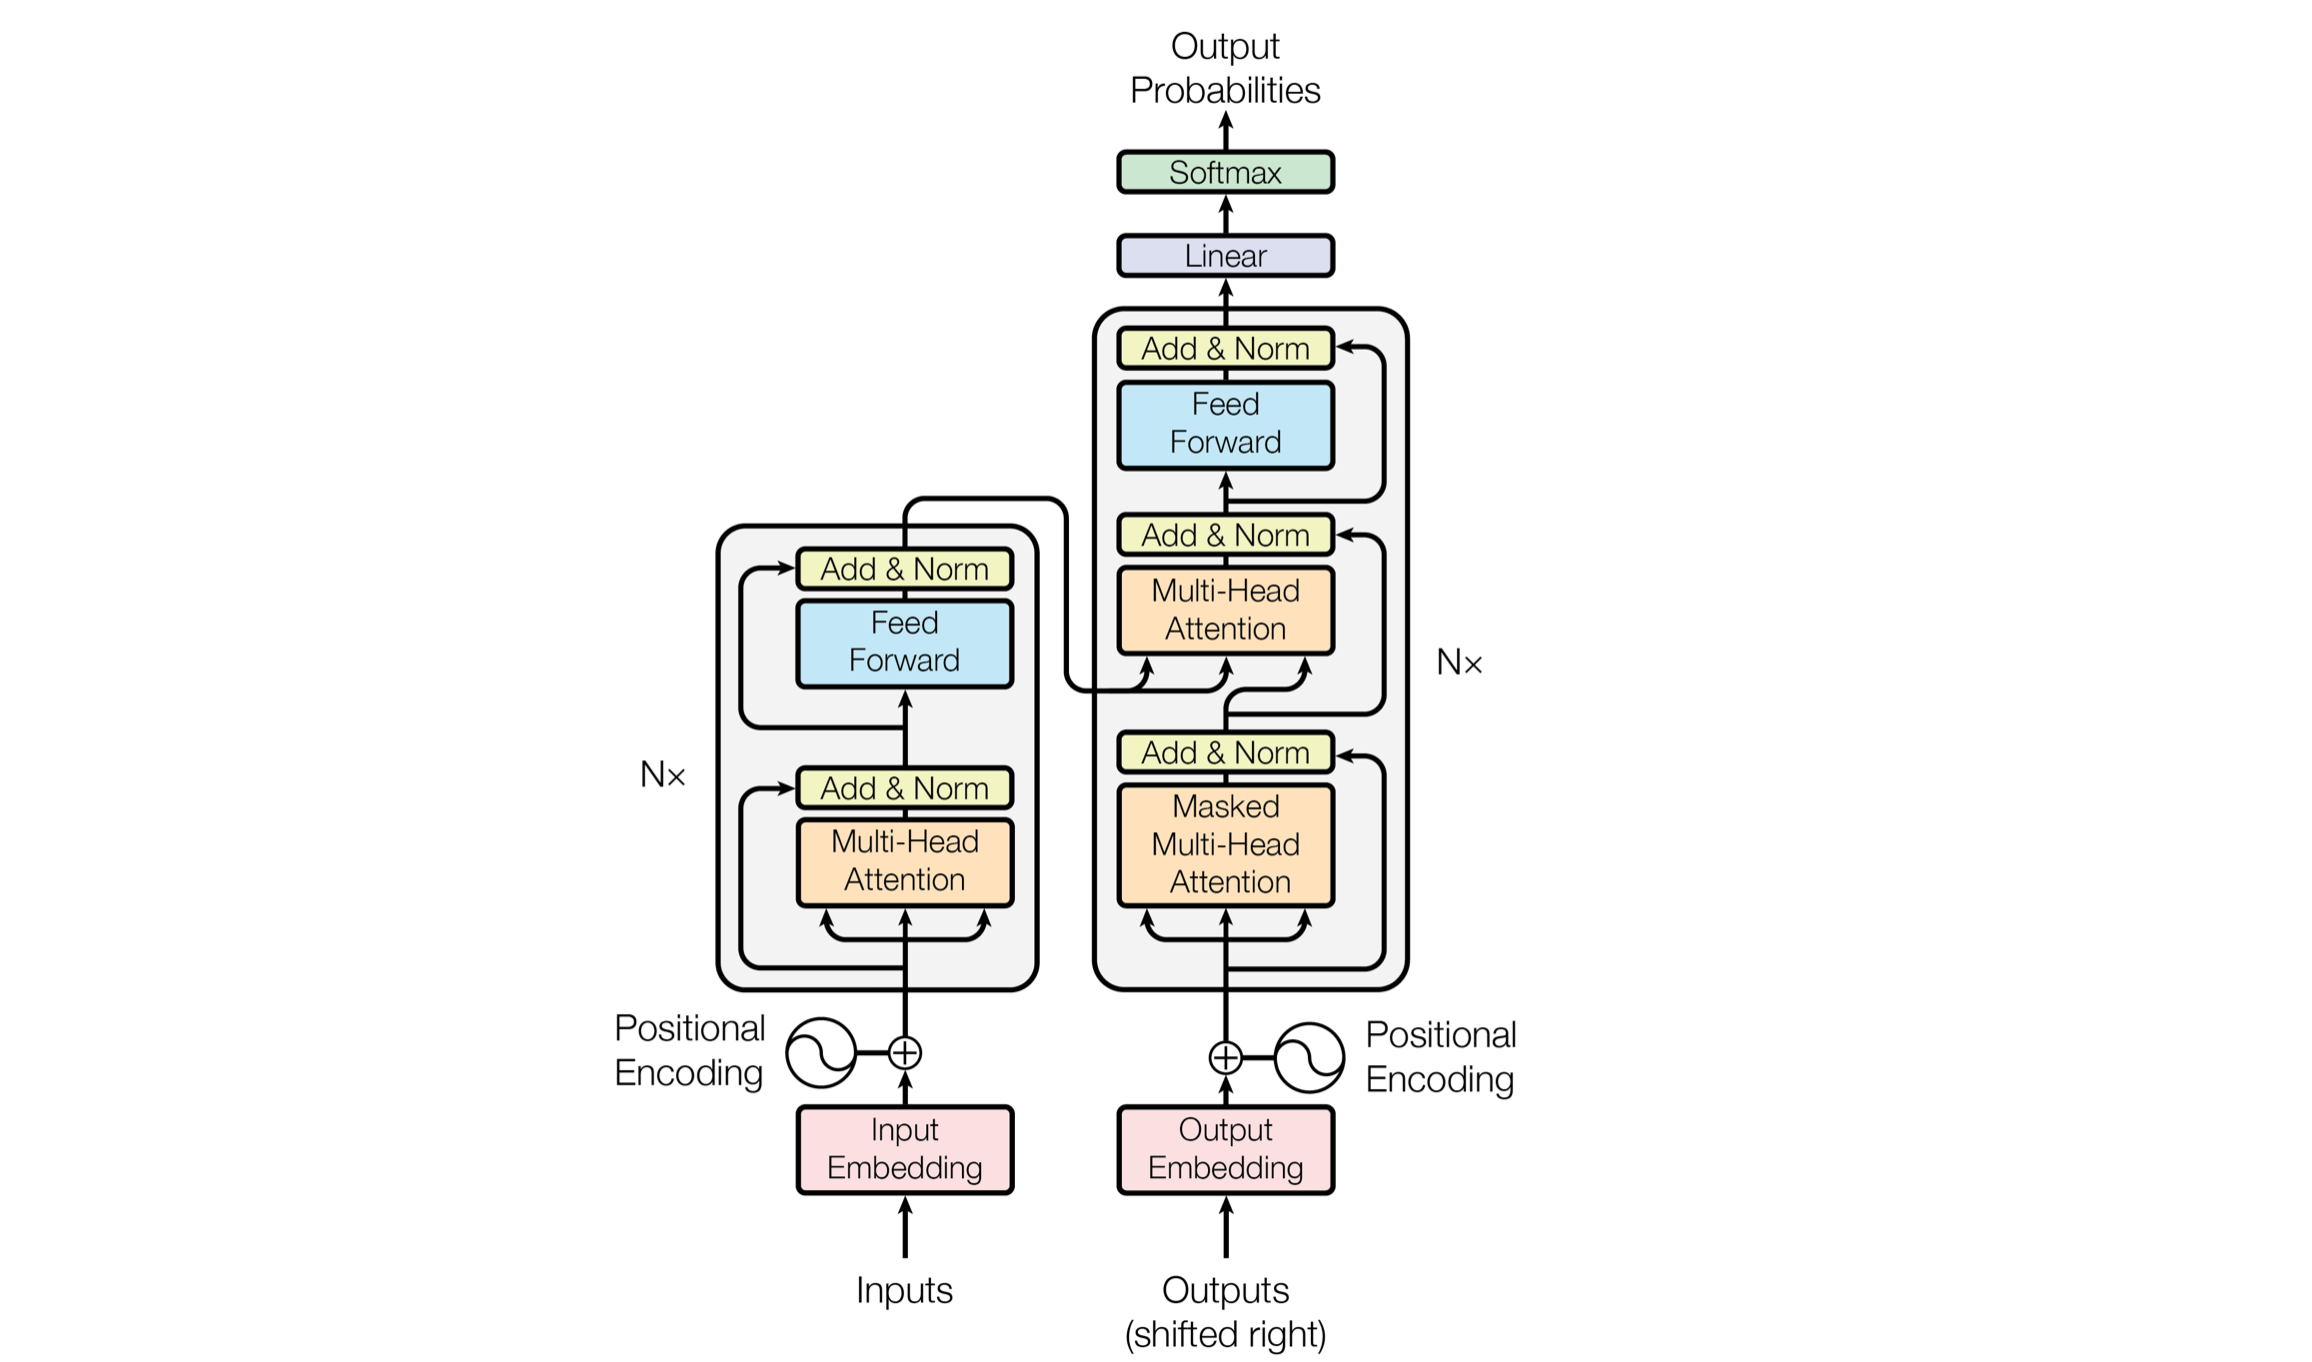 Output
Probabilities
Softmax
Linear
Add & Norm
Feed
Forward
Add & Norm
Multi-Head
Attention
Add & Norm
Masked
Multi-Head
Attention
Nx
Add & Norm
Feed
Forward
Add & Norm
Multi-Head
Attention
N×
Positional
Encoding
Positional
Encoding
Input
Embedding
Output
Embedding
Inputs
Outputs
(shifted right)